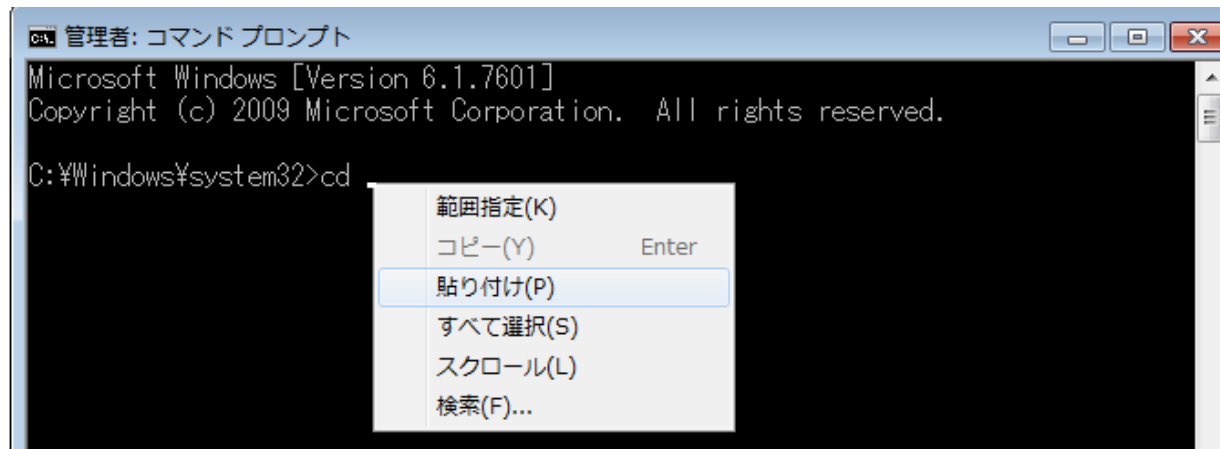 管理者: コマンド プロンプト
Microsoft Windows [Version 6.1.7601]
Copyright (c) 2009 Microsoft Corporation.  All rights reserved.
C:¥Windows¥system32>cd
範囲指定(K)
コピー(Y) Enter
貼り付け(P)
すべて選択(S)
スクロール(L)
検索(F)...